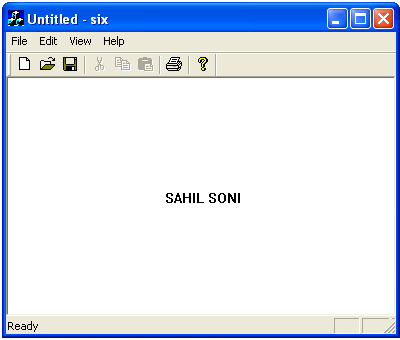 Untitled - six
File Edit View Help
SAHIL SONI
Ready